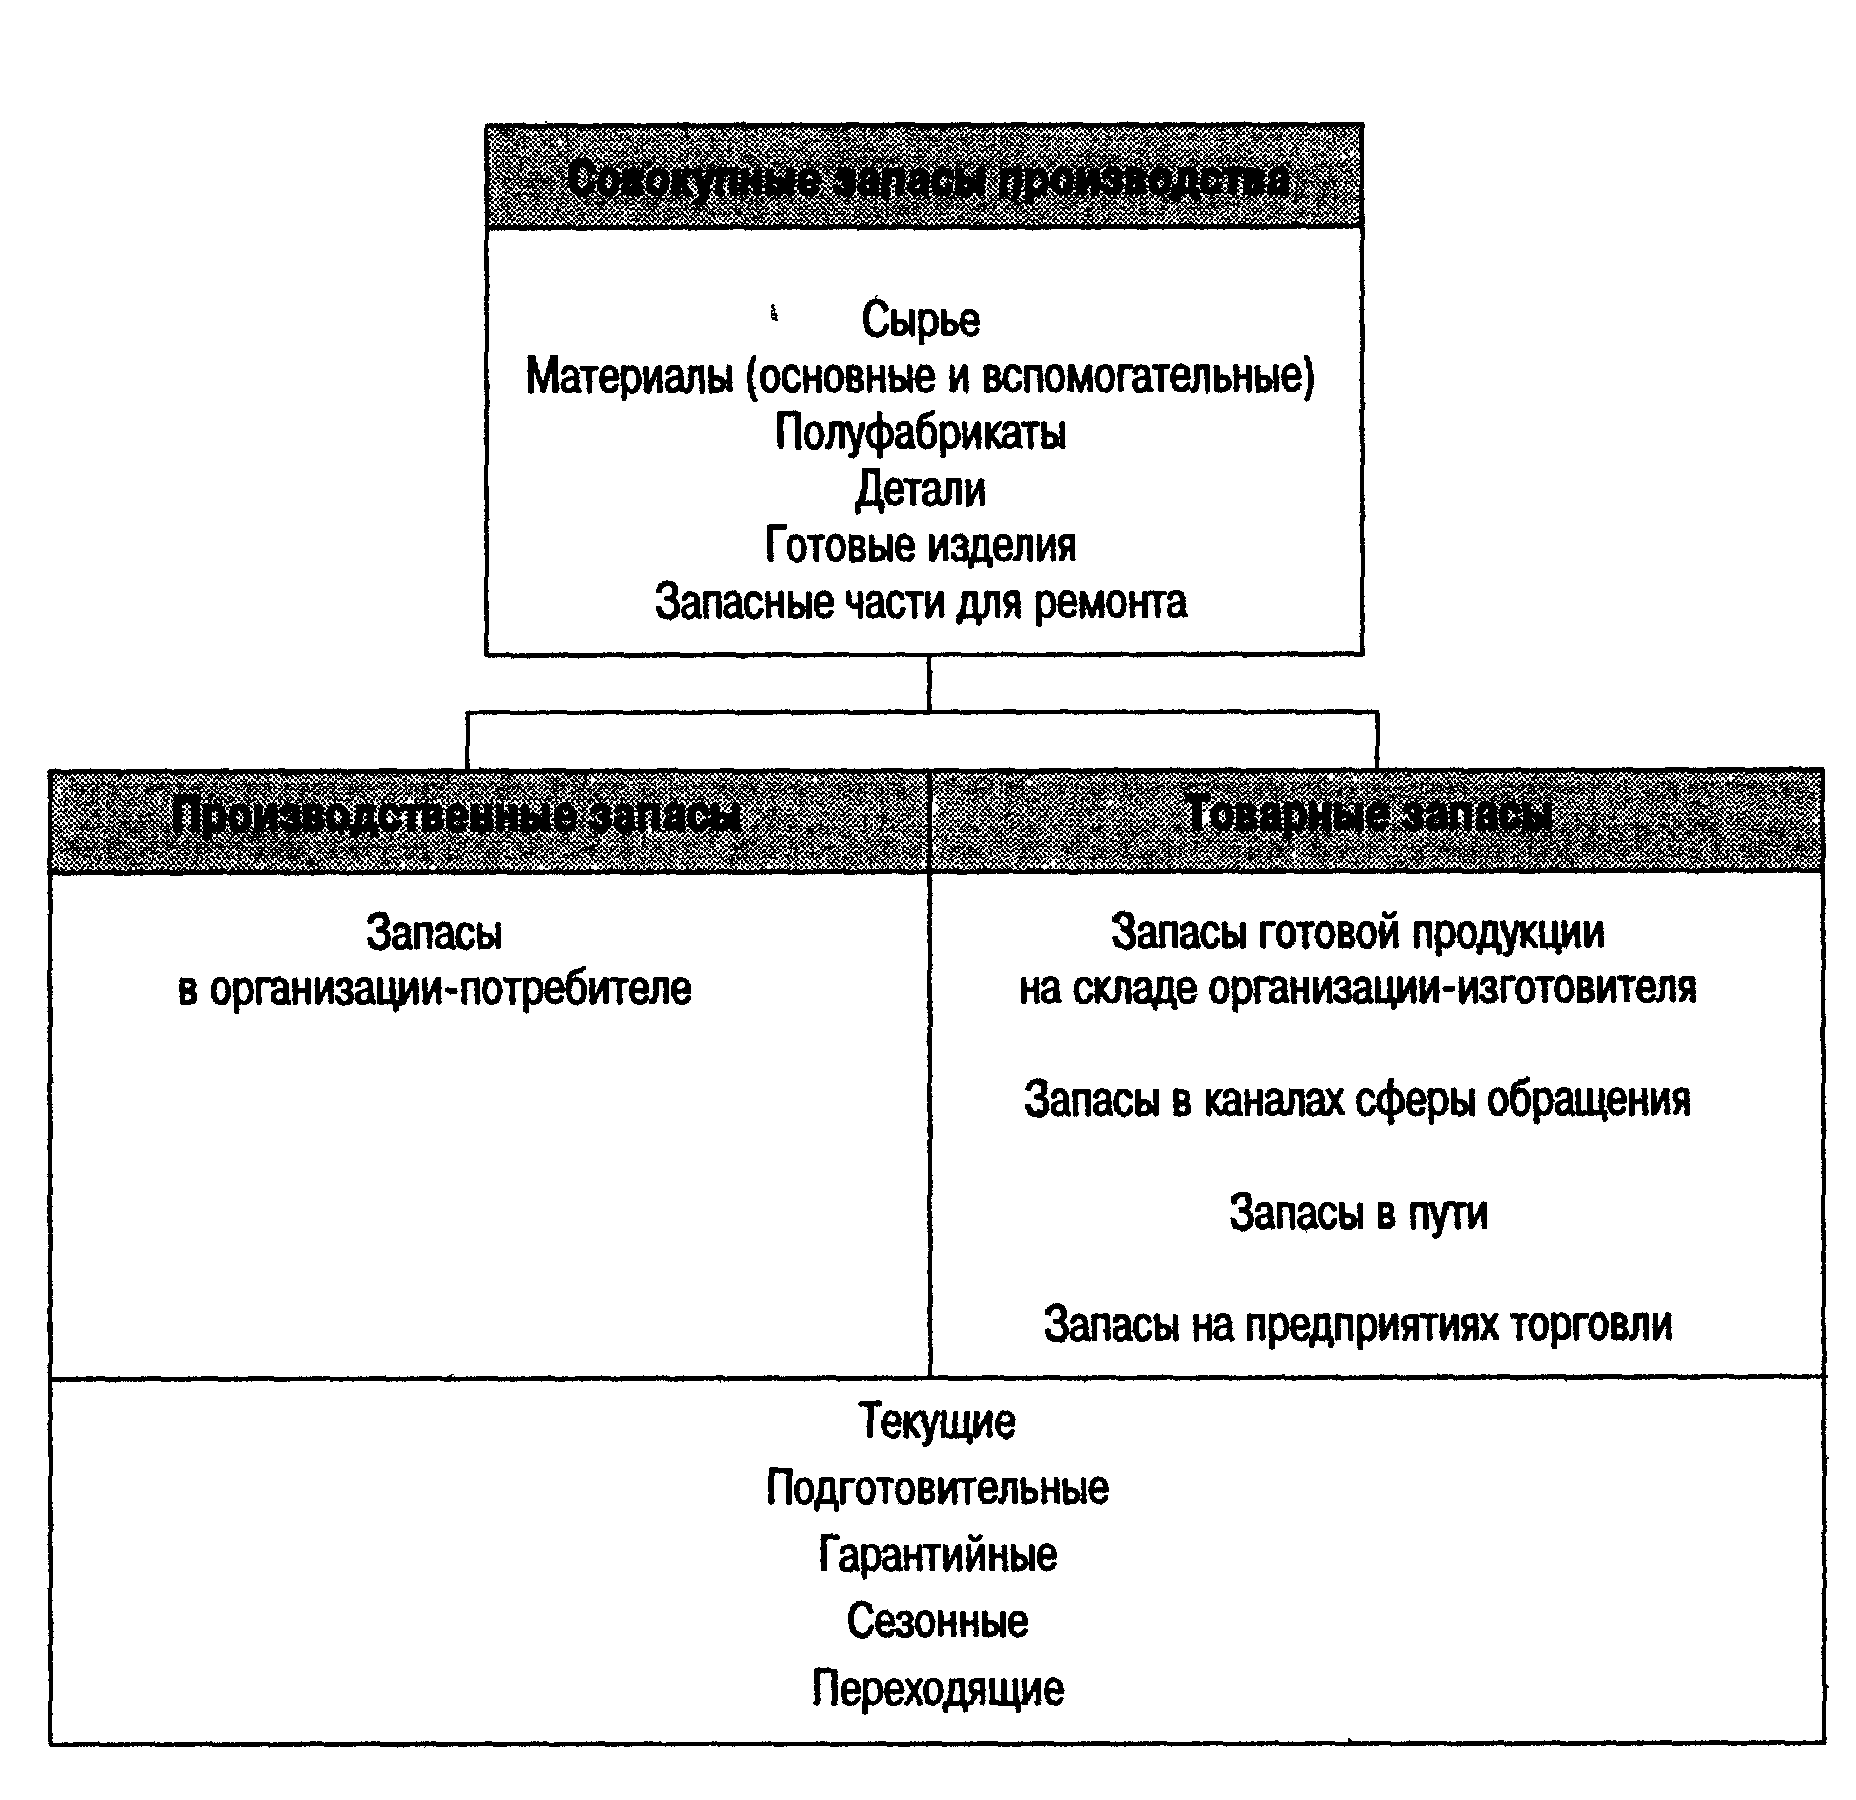 Совокупные запасы производства
Сырье
Материалы (основные и вспомогательные)
Полуфабрикаты
Детали
Готовые изделия
Запасные части для ремонта
Производственные запасы
Запасы
в организации-потребителе
Товарные запасы
Запасы готовой продукции
на складе организации-изготовителя
Запасы в каналах сферы обращения
Запасы в пути
Запасы на предприятиях торговли
Текущие
Подготовительные
Гарантийные
Сезонные
Переходящие